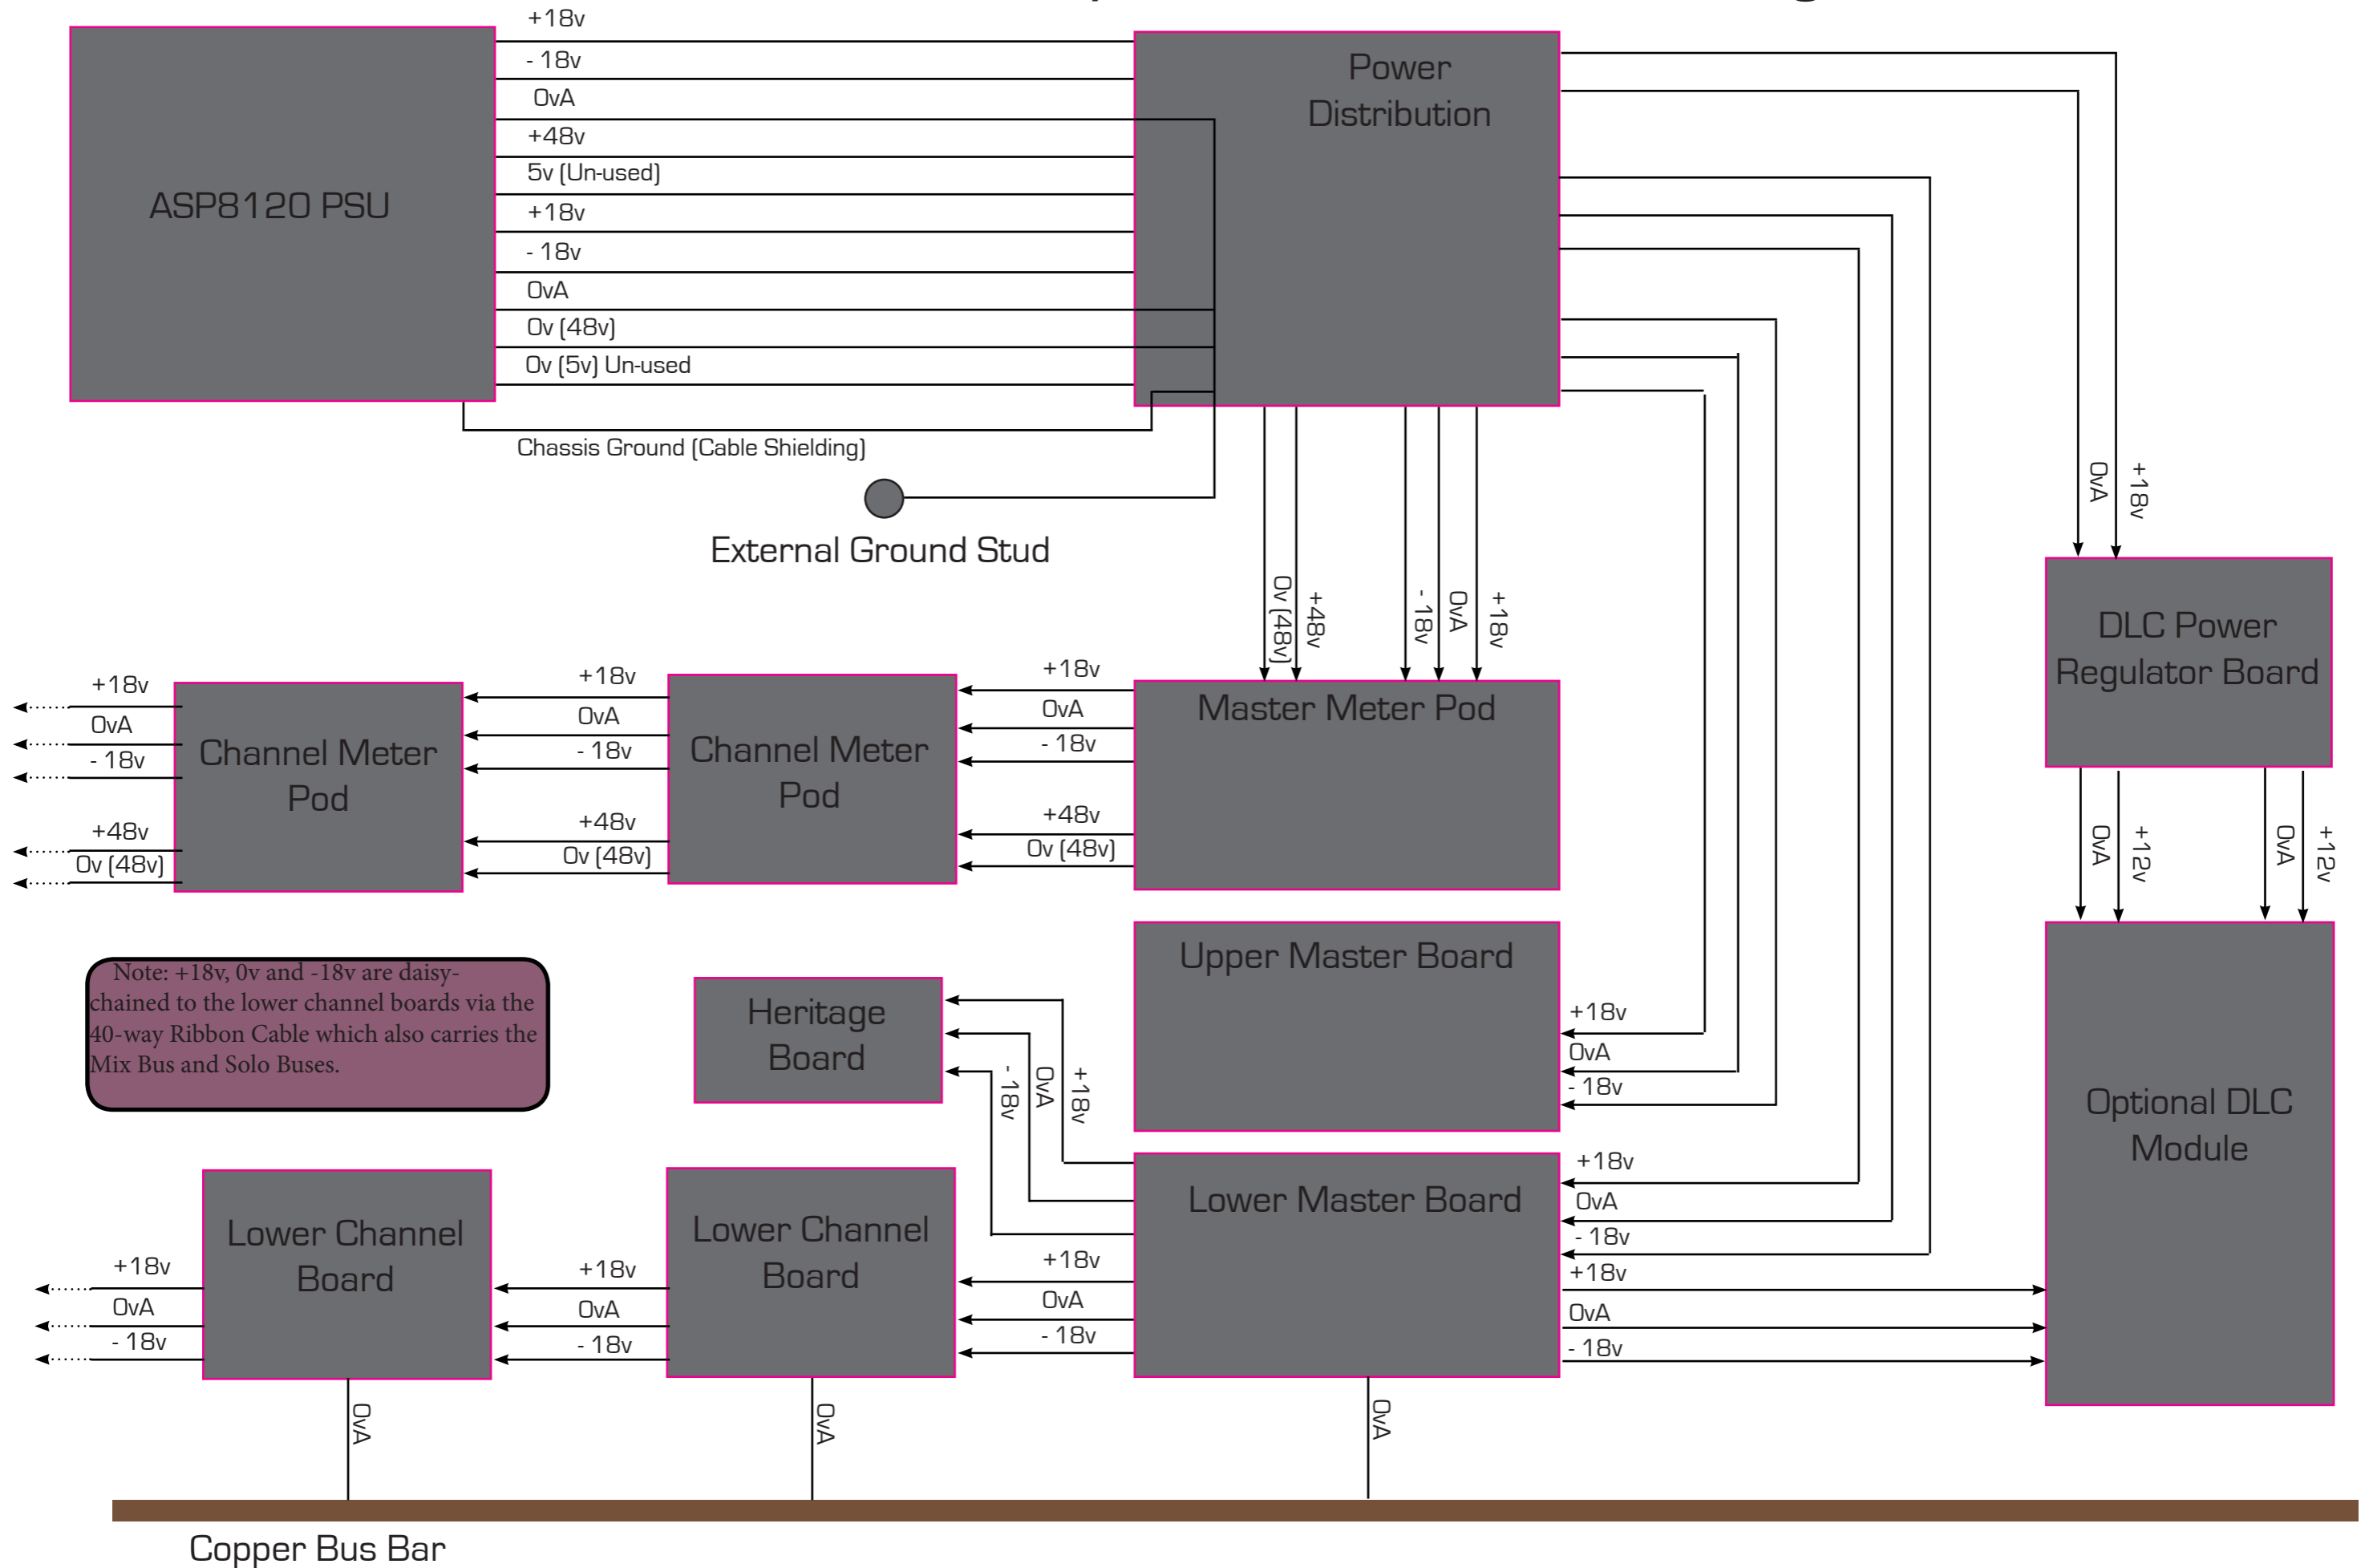 +18v
- 18v
0vA
+48v
5v (Un-used)
+18v
- 18v
0vA
0v (48v)
0v (5v) Un-used
ASP8120 PSU
Power
Distribution
Chassis Ground (Cable Shielding)
External Ground Stud
0vA
+18v
0v (48v)
+48v
- 18v
0vA
+18v
DLC Power
Regulator Board
+18v
0vA
- 18v
+48v
0v (48v)
Channel Meter
Pod
+18v
0vA
- 18v
+48v
0v (48v)
Channel Meter
Pod
+18v
0vA
- 18v
+48v
0v (48v)
Master Meter Pod
0vA
+12v
0vA
+12v
Note: +18v, 0v and -18v are daisy-
chained to the lower channel boards via the
40-way Ribbon Cable which also carries the
Mix Bus and Solo Buses.
Heritage
Board
- 18v
0vA
+18v
Upper Master Board
+18v
0vA
- 18v
Optional DLC
Module
Lower Master Board
+18v
0vA
- 18v
+18v
0vA
- 18v
Lower Channel
Board
+18v
0vA
- 18v
Lower Channel
Board
+18v
0vA
- 18v
+18v
0vA
- 18v
0vA
0vA
0vA
Copper Bus Bar